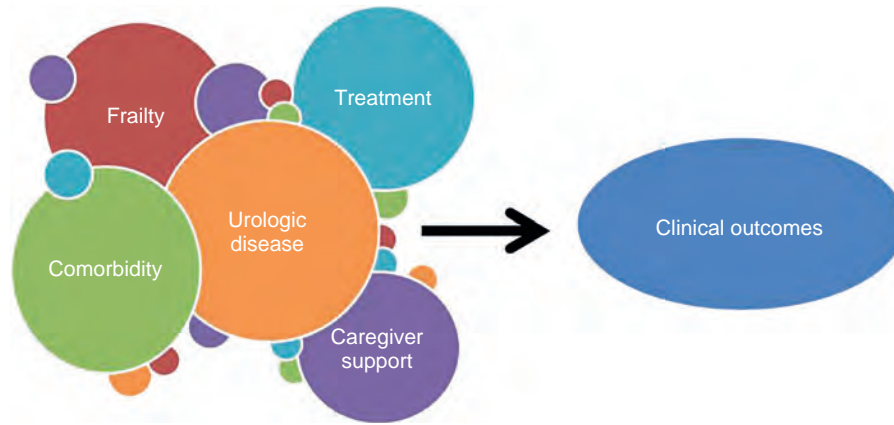 Frailty
Treatment
Urologic
disease
Clinical outcomes
Comorbidity
Caregiver
support